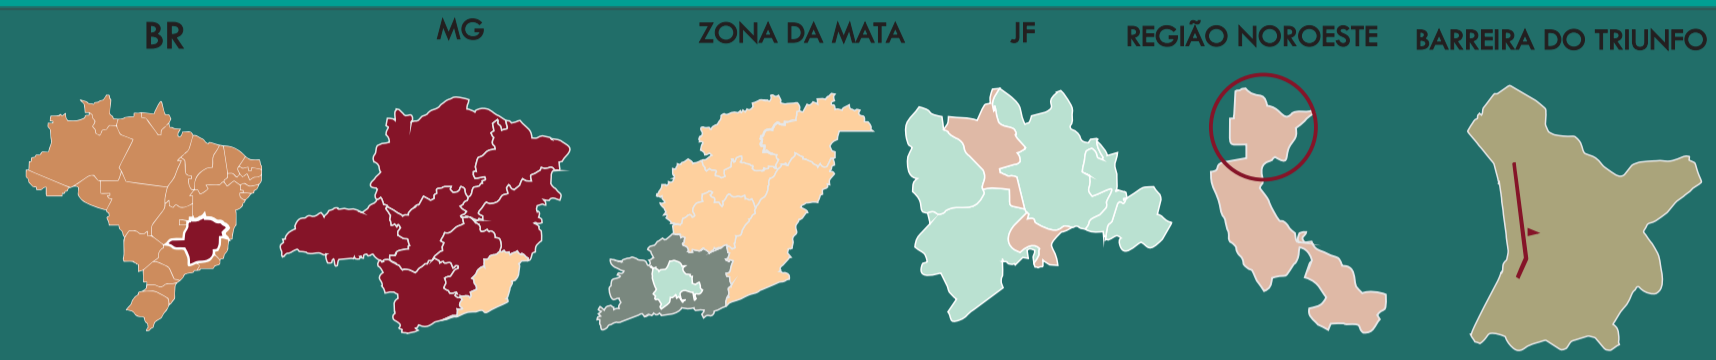 BR
MG
ZONA DA MATA
JF
REGIÃO NOROESTE
BARREIRA DO TRIUNFO